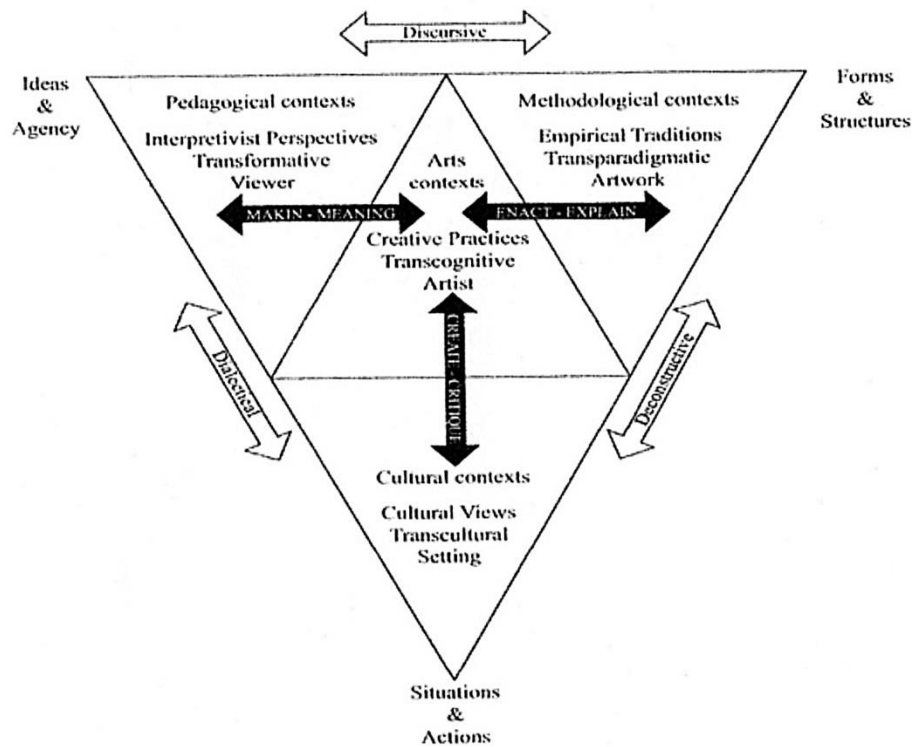 Discursive
Ideas
&
Agency
Forms
&
Structures
Pedagogical contexts
Interpretivist Perspectives
Transformative
Viewer
Methodological contexts
Empirical Traditions
Transparadigmatic
Artwork
Arts
contexts
MAKIN - MEANING
ENACT - EXPLAIN
Creative Practices
Transcognitive
Artist
CREATE - CRITIQUE
Dialectical
Deconstructive
Cultural contexts
Cultural Views
Transcultural
Setting
Situations
&
Actions